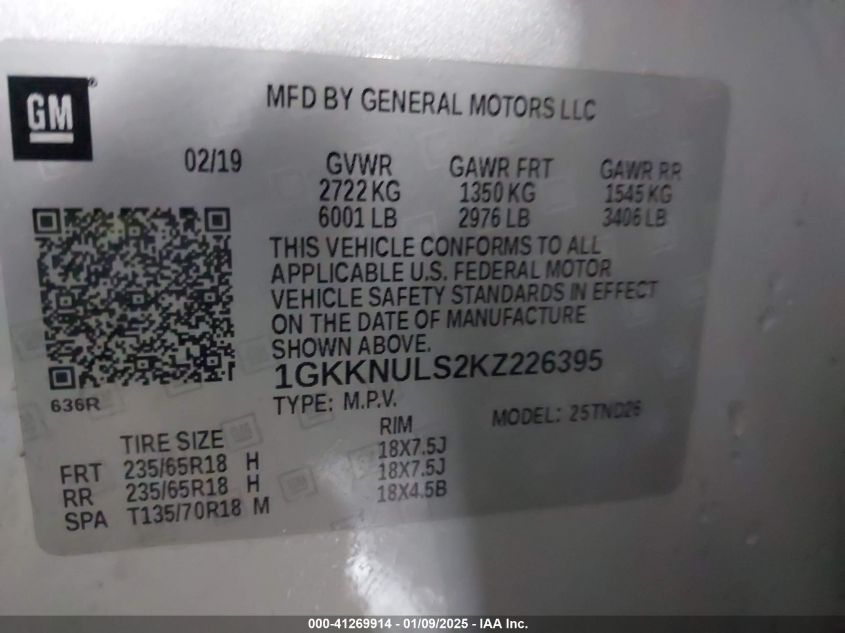 GM
MFD BY GENERAL MOTORS LLC
02/19 GVWR GAWR FRT GAWR RR
2722 KG 1350 KG 1545 KG
6001 LB 2976 LB 3406 LB
THIS VEHICLE CONFORMS TO ALL
APPLICABLE U.S. FEDERAL MOTOR
VEHICLE SAFETY STANDARDS IN EFFECT
ON THE DATE OF MANUFACTURE
SHOWN ABOVE.
1GKKNULS2KZ226395
636R
TYPE: M.P.V. MODEL: 25TND26
TIRE SIZE RIM
FRT 235/65R18 H 18X7.5J
RR 235/65R18 H 18X7.5J
SPA T135/70R18 M 18X4.5B
000-41269914 - 01/09/2025 - IAA Inc.